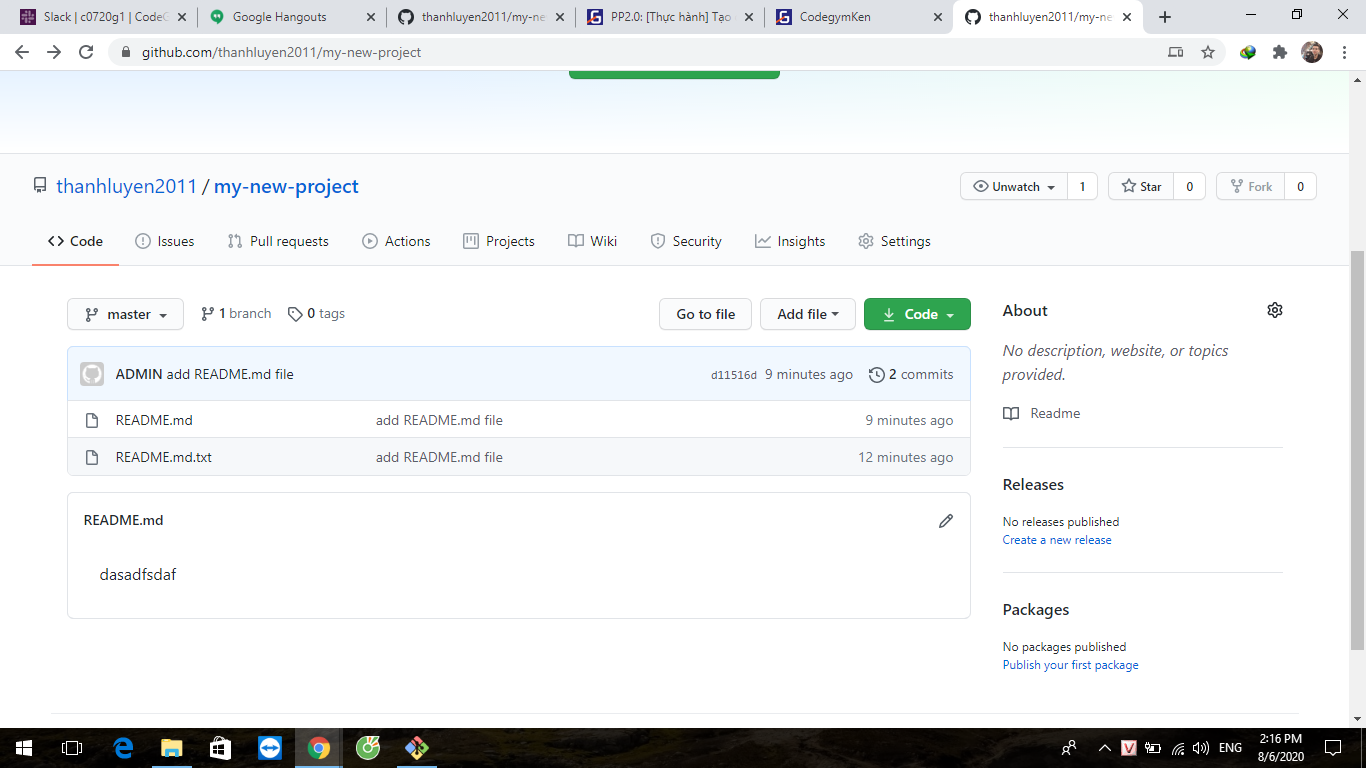 Slack | c0720g1 | CodeG
Google Hangouts
thanhluyen2011/my-ne
PP2.0: [Thực hành] Tạo
CodegymKen
thanhluyen2011/my-ne
github.com/thanhluyen2011/my-new-project
thanhluyen2011 / my-new-project
Unwatch 1
Star 0
Fork 0
Code
Issues
Pull requests
Actions
Projects
Wiki
Security
Insights
Settings
master
1 branch
0 tags
Go to file
Add file
Code
ADMIN add README.md file
d11516d 9 minutes ago
2 commits
README.md add README.md file 9 minutes ago
README.md.txt add README.md file 12 minutes ago
README.md
dasadfsdaf
About
No description, website, or topics
provided.
Readme
Releases
No releases published
Create a new release
Packages
No packages published
Publish your first package
ENG
2:16 PM
8/6/2020